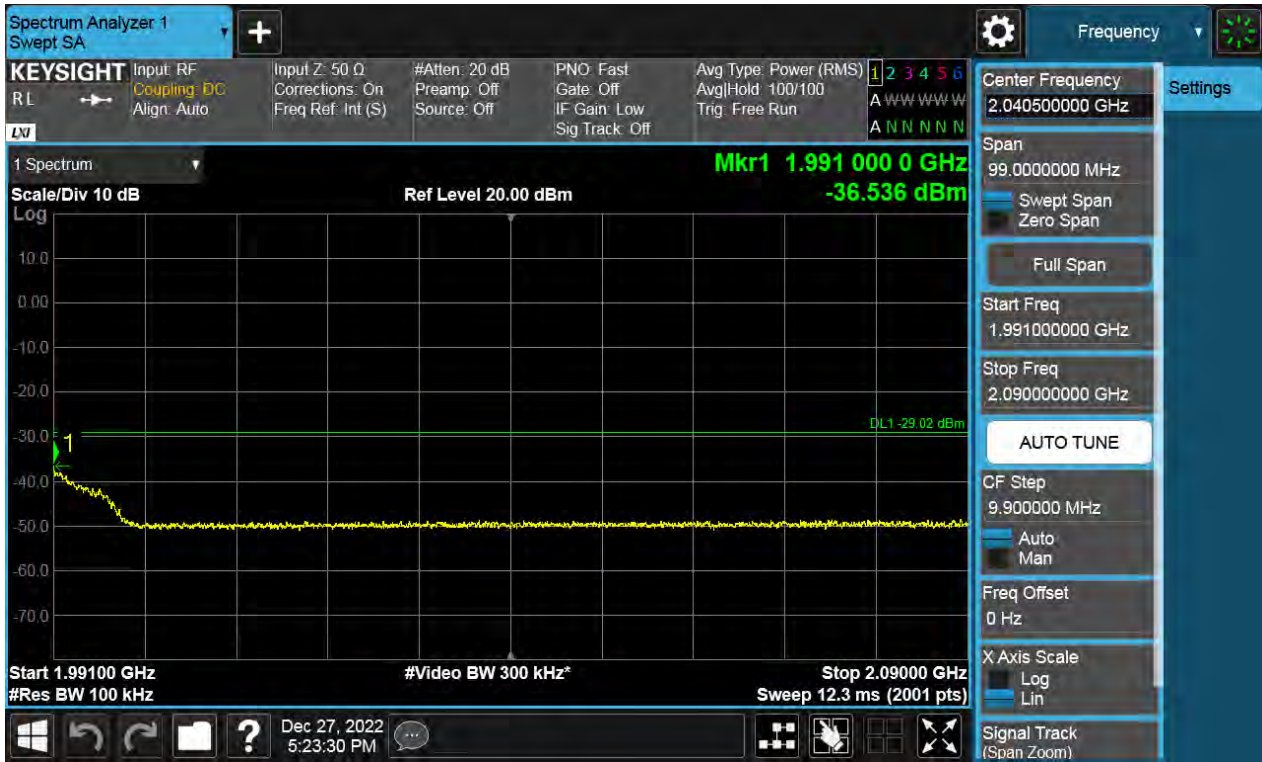 Spectrum Analyzer 1
Swept SA
+
Frequency
KEYSIGHT
RL
LXI
Input: RF
Coupling: DC
Align: Auto
Input Z: 50 Ω
Corrections: On
Freq Ref: Int (S)
#Atten: 20 dB
Preamp: Off
Source: Off
PNO: Fast
Gate: Off
IF Gain: Low
Sig Track: Off
Avg Type: Power (RMS)
Avg|Hold: 100/100
Trig: Free Run
1 2 3 4 5 6
A W W W W W
A N N N N N
1 Spectrum
Scale/Div 10 dB
Ref Level 20.00 dBm
Mkr1 1.991 000 0 GHz
-36.536 dBm
Log
10.0
0.00
-10.0
-20.0
-30.0
-40.0
-50.0
-60.0
-70.0
DL1 -29.02 dBm
1
Start 1.99100 GHz
#Video BW 300 kHz*
Stop 2.09000 GHz
#Res BW 100 kHz
Sweep 12.3 ms (2001 pts)
?
Dec 27, 2022
5:23:30 PM
Center Frequency
2.040500000 GHz
Settings
Span
99.0000000 MHz
Swept Span
Zero Span
Full Span
Start Freq
1.991000000 GHz
Stop Freq
2.090000000 GHz
AUTO TUNE
CF Step
9.900000 MHz
Auto
Man
Freq Offset
0 Hz
X Axis Scale
Log
Lin
Signal Track
(Span Zoom)